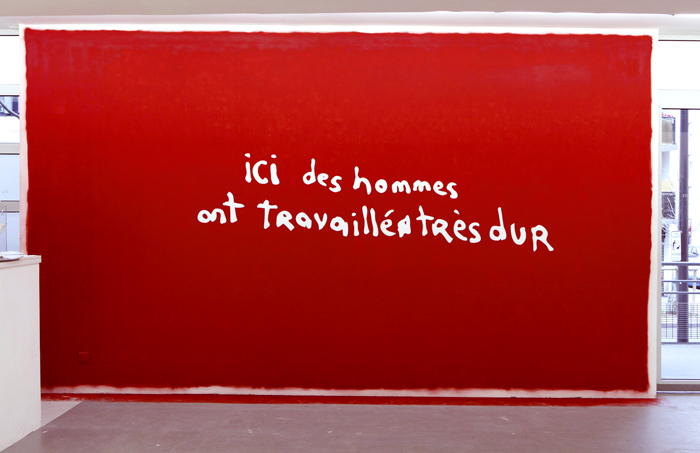 ici des hommes
ont travaillé très dur